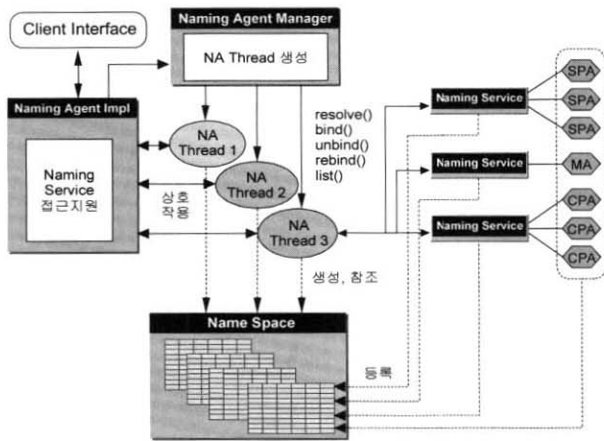 Client Interface
Naming Agent Manager
NA Thread 생성
Naming Agent Impl
Naming
Service
접근지원
NA
Thread 1
NA
Thread 2
NA
Thread 3
상호
작용
resolve()
bind()
unbind()
rebind()
list()
Naming Service
Naming Service
Naming Service
SPA
SPA
SPA
MA
CPA
CPA
CPA
생성, 참조
Name Space
등록